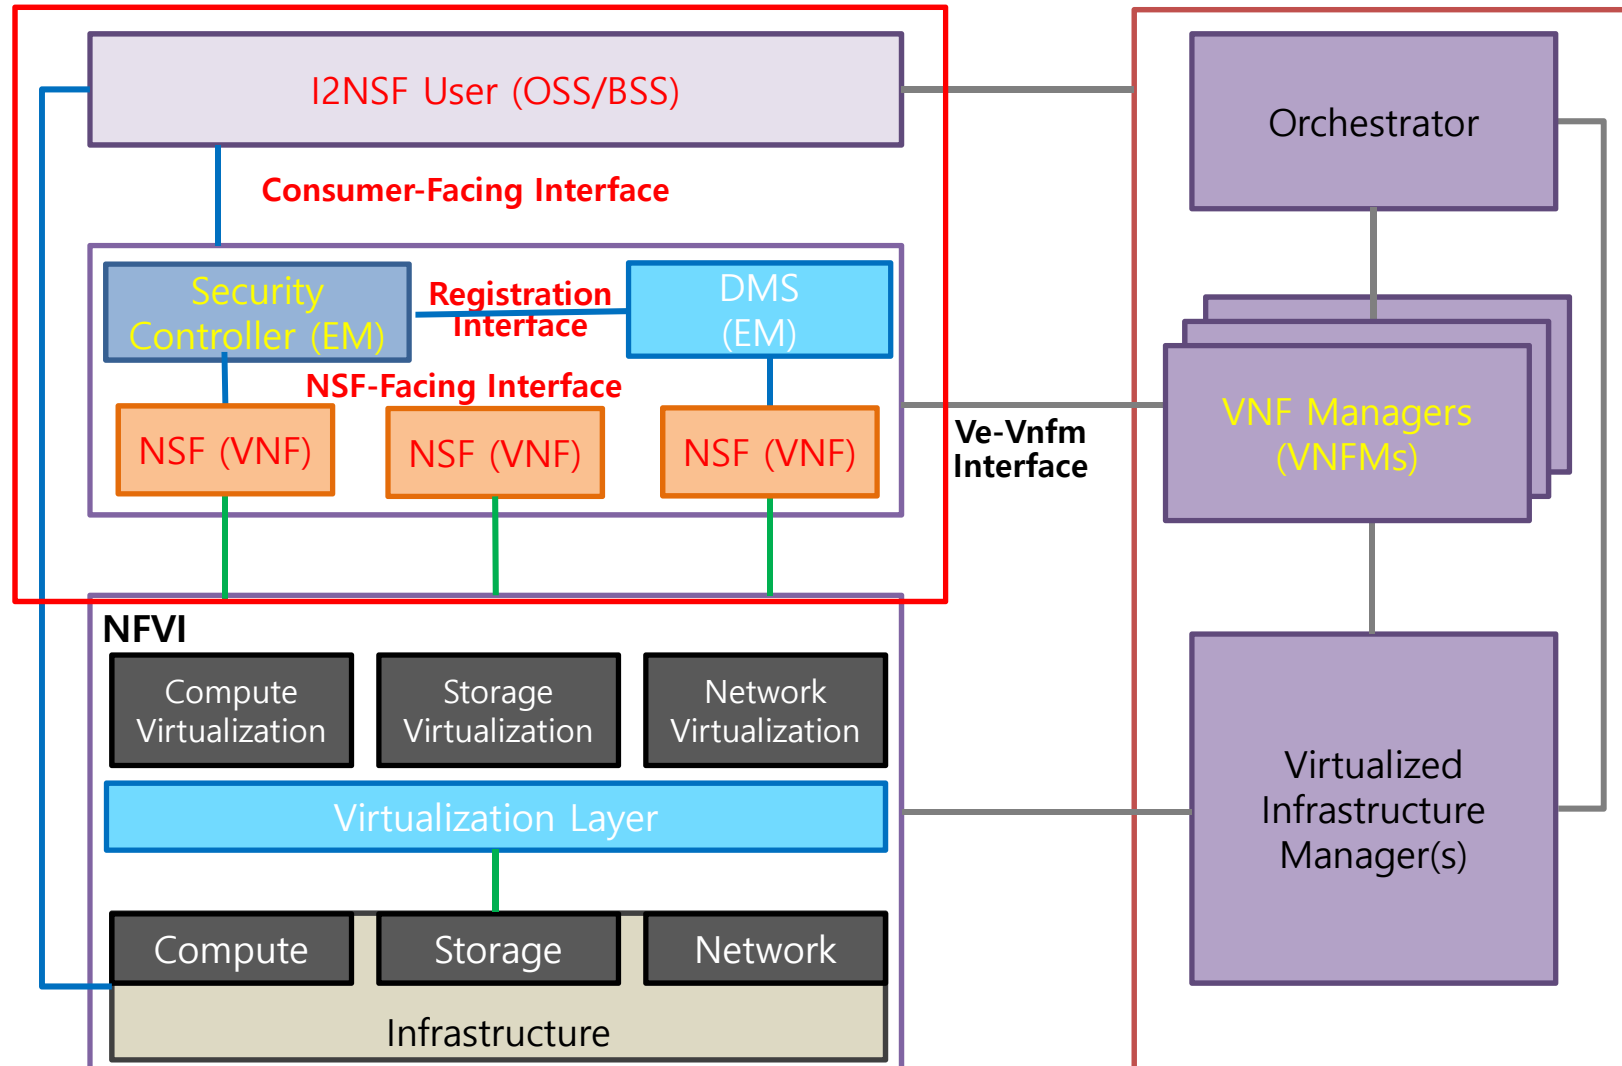 I2NSF User (OSS/BSS)
Orchestrator
Consumer-Facing Interface
Security
Controller (EM)
Registration
Interface
DMS
(EM)
NSF-Facing Interface
NSF (VNF)
NSF (VNF)
NSF (VNF)
Ve-Vnfm
Interface
VNF Managers
(VNFMs)
NFVI
Compute
Virtualization
Storage
Virtualization
Network
Virtualization
Virtualization Layer
Virtualized
Infrastructure
Manager(s)
Compute
Storage
Network
Infrastructure